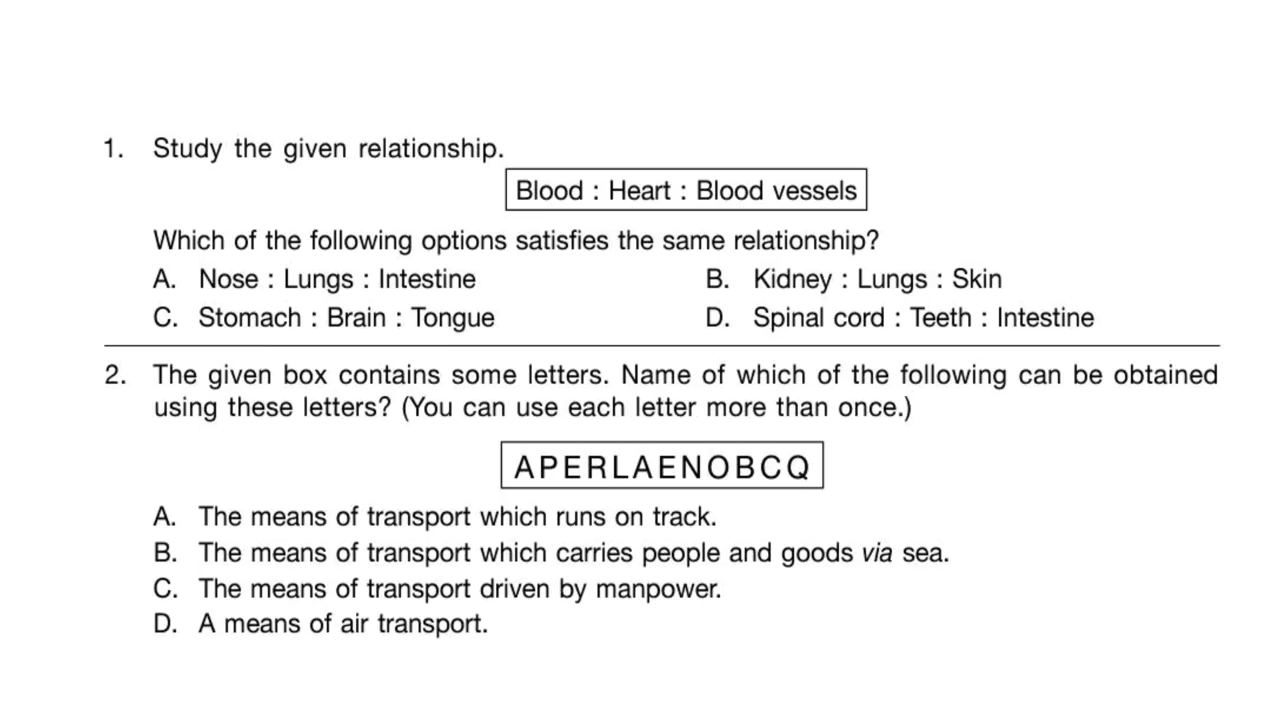 1. Study the given relationship.
Blood : Heart : Blood vessels
Which of the following options satisfies the same relationship?
A. Nose : Lungs : Intestine B. Kidney : Lungs : Skin
C. Stomach : Brain : Tongue D. Spinal cord : Teeth : Intestine
2. The given box contains some letters. Name of which of the following can be obtained
using these letters? (You can use each letter more than once.)
A P E R L A E N O B C Q
A. The means of transport which runs on track.
B. The means of transport which carries people and goods via sea.
C. The means of transport driven by manpower.
D. A means of air transport.